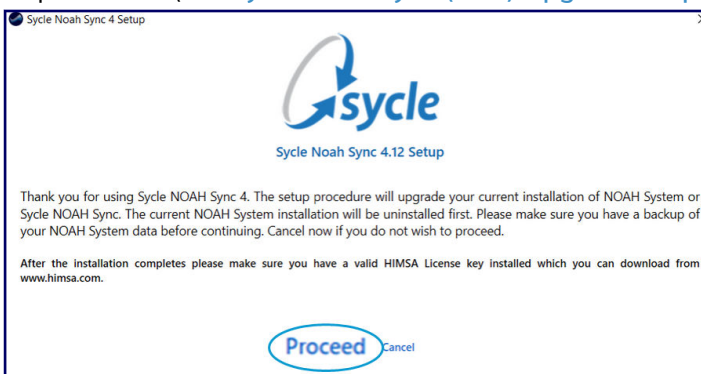 Sycle Noah Sync 4 Setup
sycle
Sycle Noah Sync 4.12 Setup
Thank you for using Sycle NOAH Sync 4. The setup procedure will upgrade your current installation of NOAH System or
Sycle NOAH Sync. The current NOAH System installation will be uninstalled first. Please make sure you have a backup of
your NOAH System data before continuing. Cancel now if you do not wish to proceed.
After the installation completes please make sure you have a valid HIMSA License key installed which you can download from
www.himsa.com.
Proceed Cancel